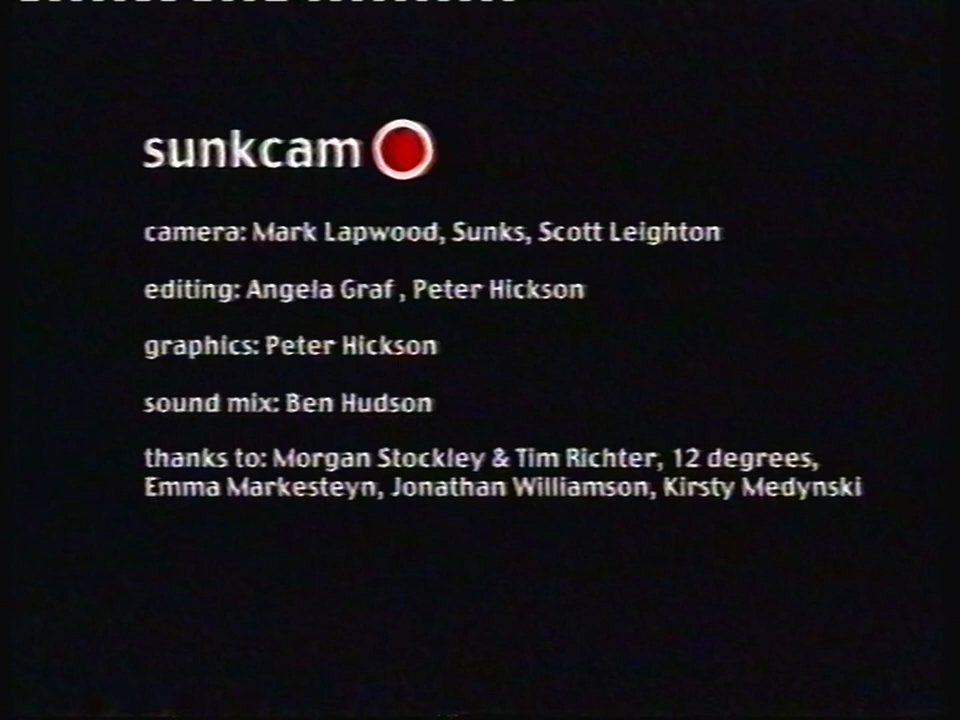 sunkcam
camera: Mark Lapwood, Sunks, Scott Leighton
editing: Angela Graf , Peter Hickson
graphics: Peter Hickson
sound mix: Ben Hudson
thanks to: Morgan Stockley & Tim Richter, 12 degrees,
Emma Markesteyn, Jonathan Williamson, Kirsty Medynski